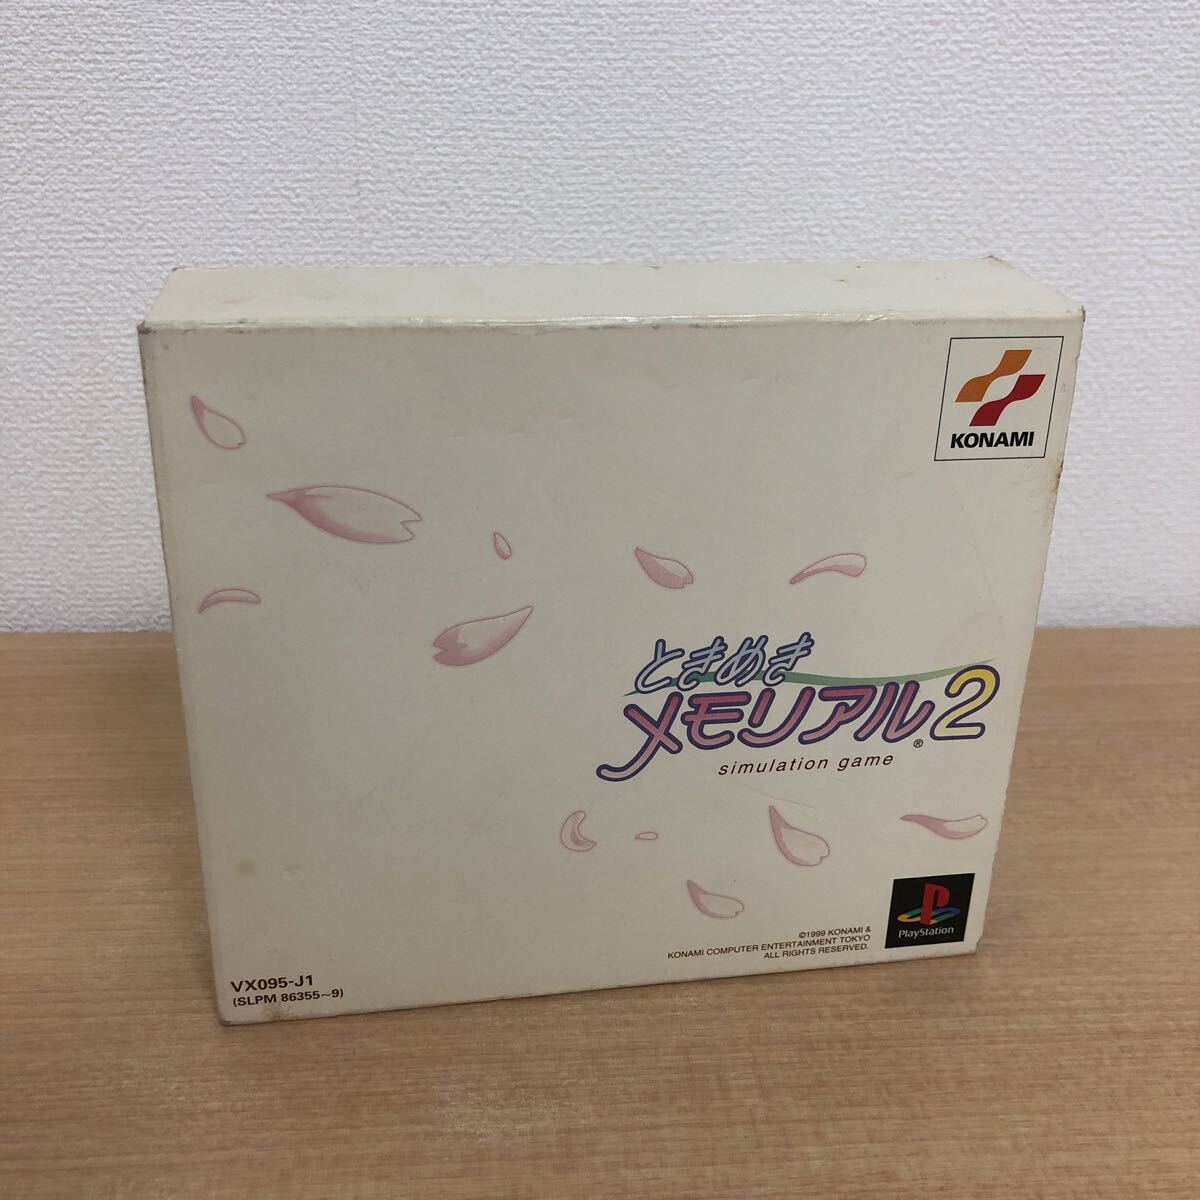 KONAMI
ときめき
メモリアル®2
simulation game
PlayStation
©1999 KONAMI &
KONAMI COMPUTER ENTERTAINMENT TOKYO
ALL RIGHTS RESERVED.
VX095-J1
(SLPM 86355~9)